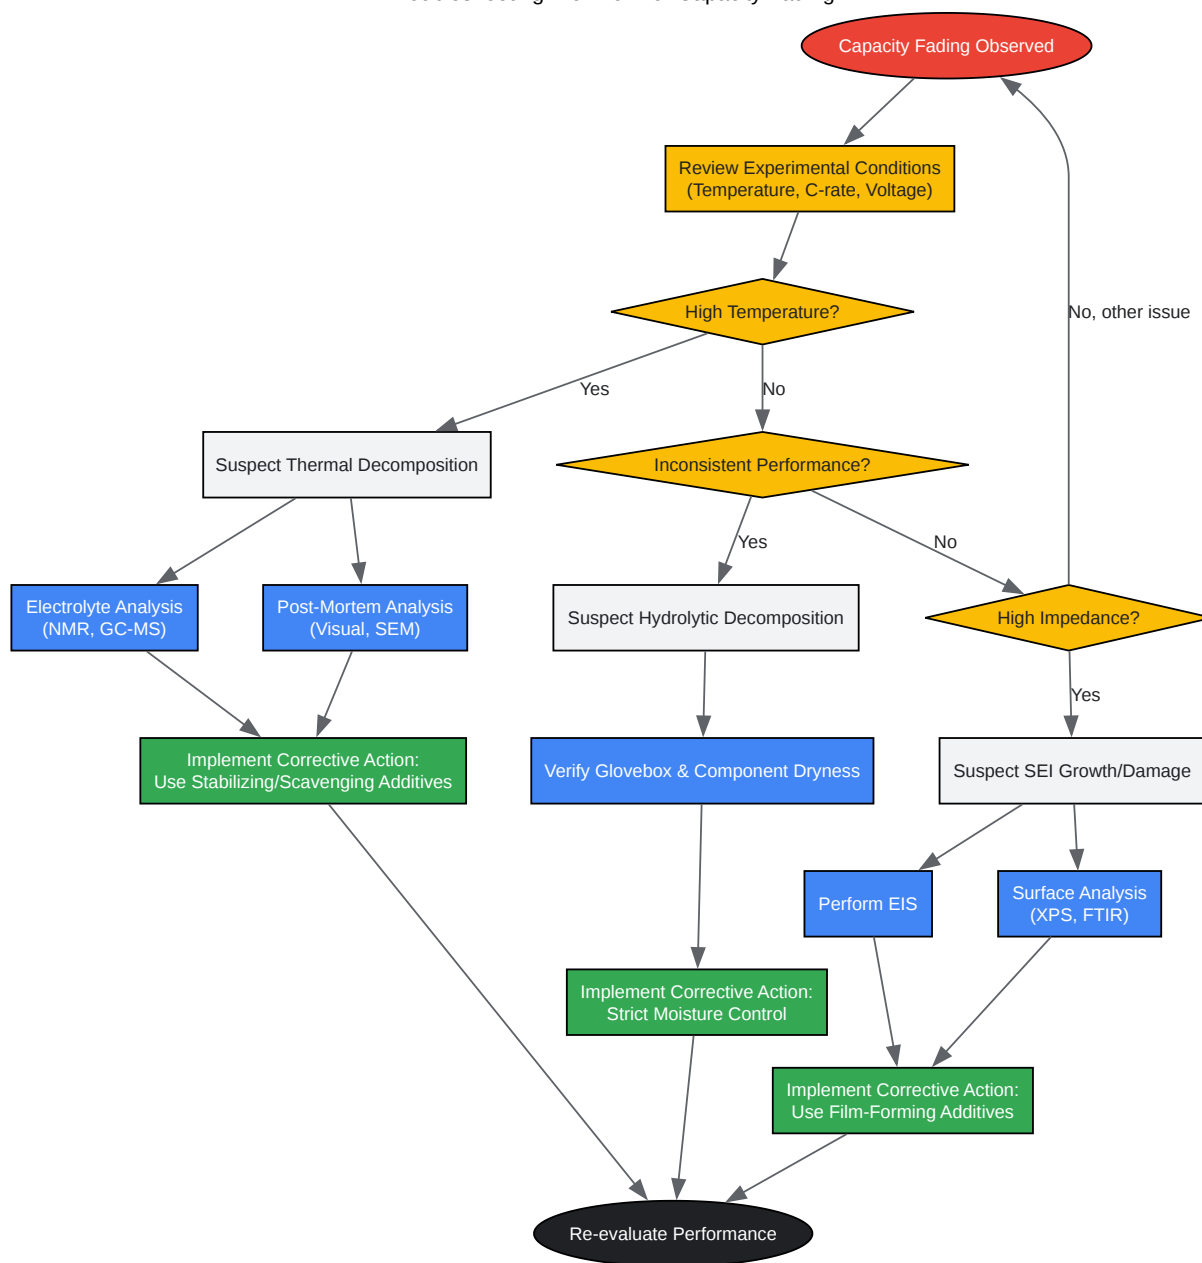 Capacity Fading Observed
Review Experimental Conditions
(Temperature, C-rate, Voltage)
High Temperature?
No, other issue
Yes
No
Suspect Thermal Decomposition
Inconsistent Performance?
Yes
No
Electrolyte Analysis
(NMR, GC-MS)
Post-Mortem Analysis
(Visual, SEM)
Suspect Hydrolytic Decomposition
High Impedance?
Yes
Implement Corrective Action:
Use Stabilizing/Scavenging Additives
Verify Glovebox & Component Dryness
Suspect SEI Growth/Damage
Perform EIS
Surface Analysis
(XPS, FTIR)
Implement Corrective Action:
Strict Moisture Control
Implement Corrective Action:
Use Film-Forming Additives
Re-evaluate Performance